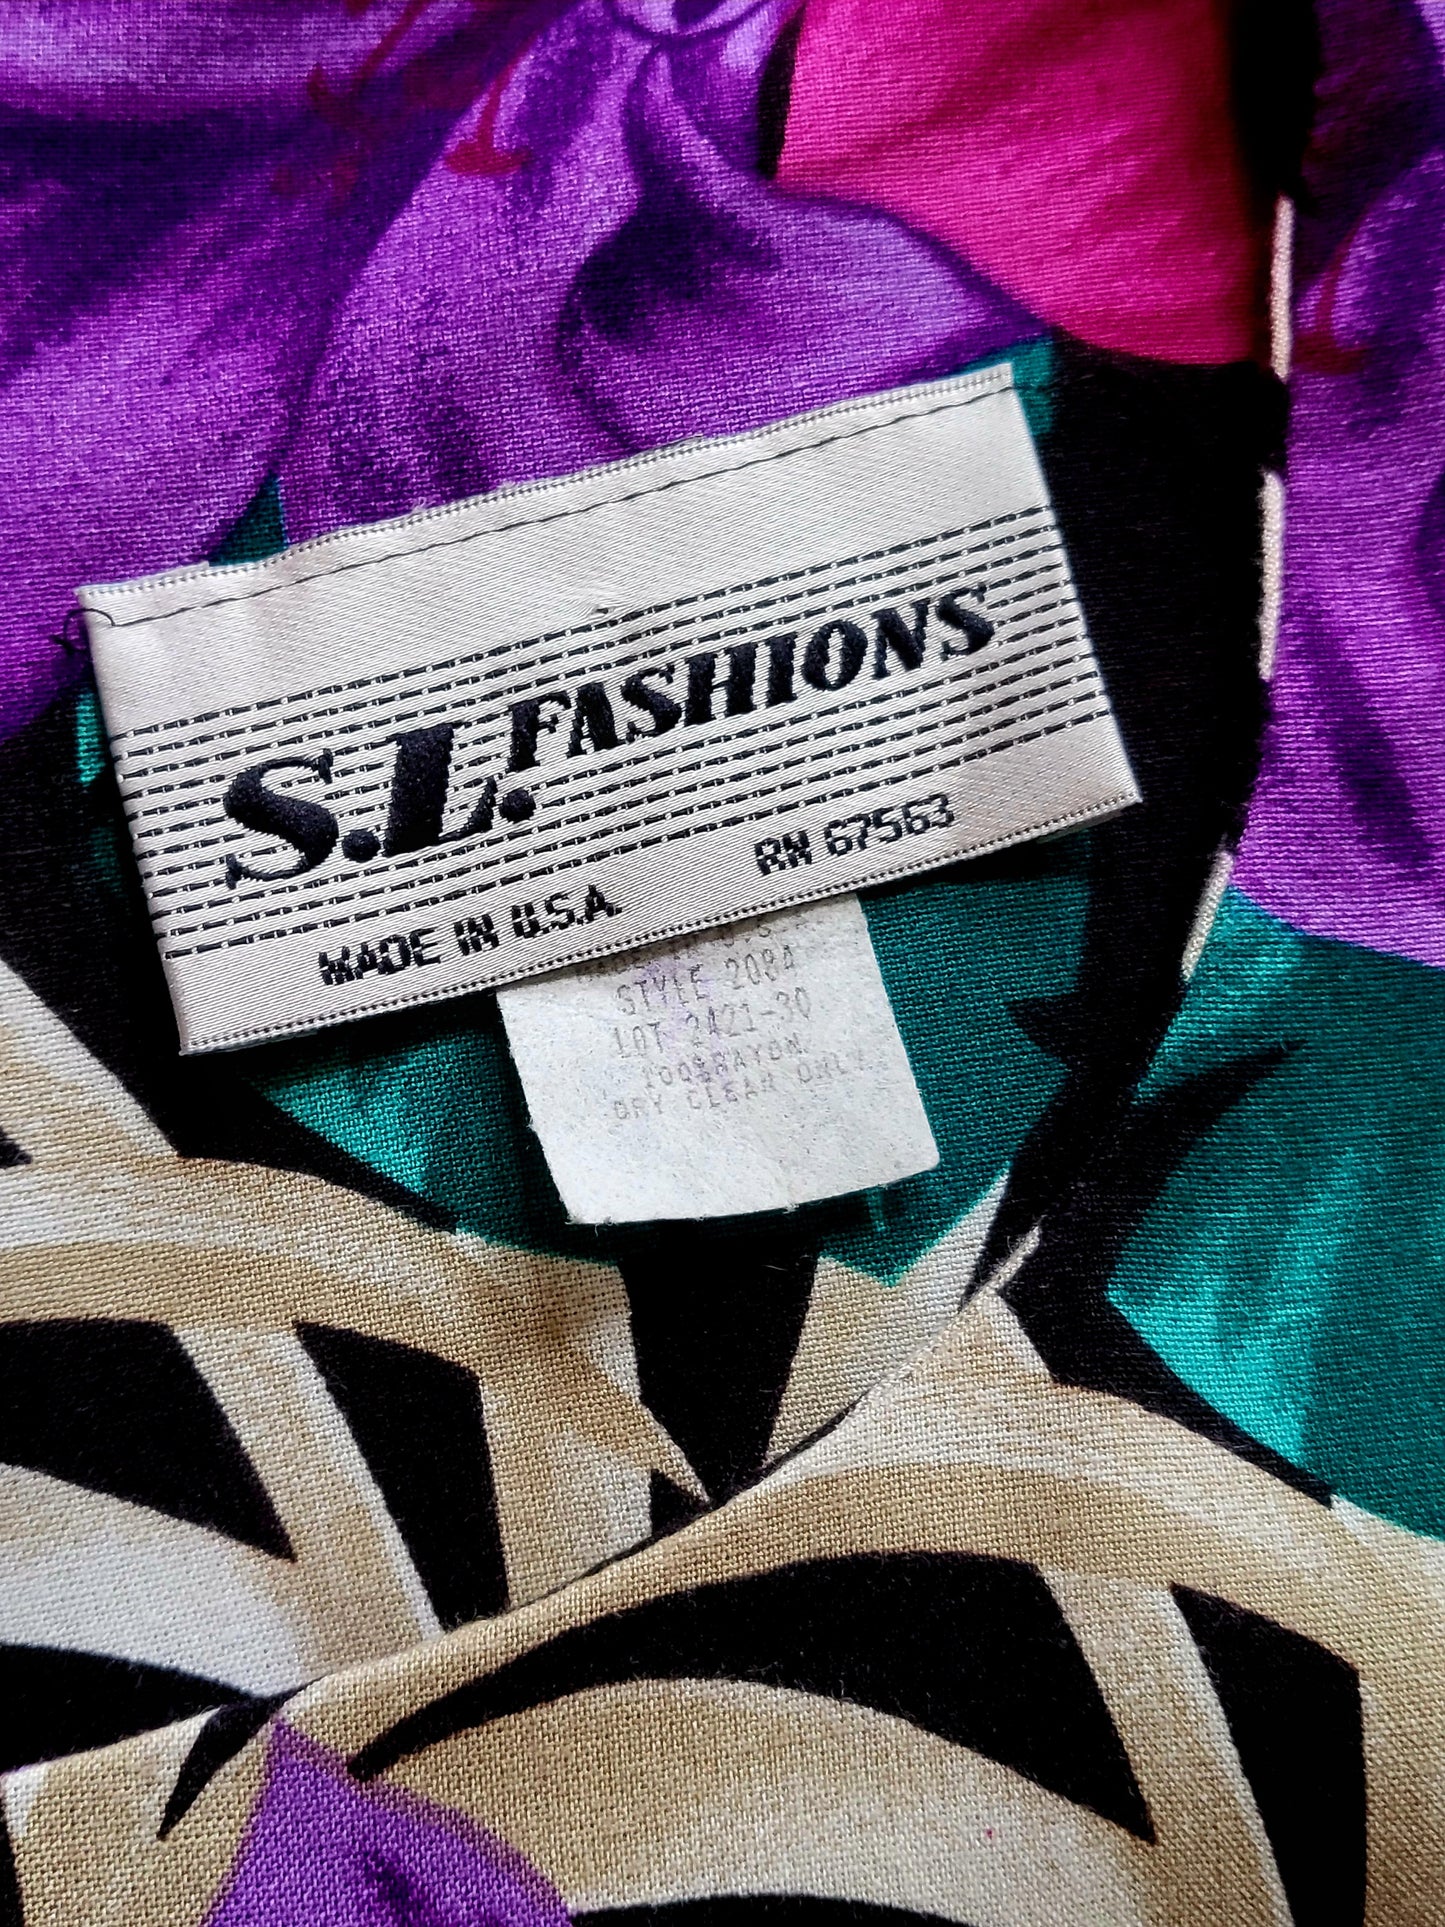 S.L. FASHIONS
MADE IN U.S.A. RN 67563
STYLE 2084
LOT 2421-30
100%RAYON
DRY CLEAN ONLY